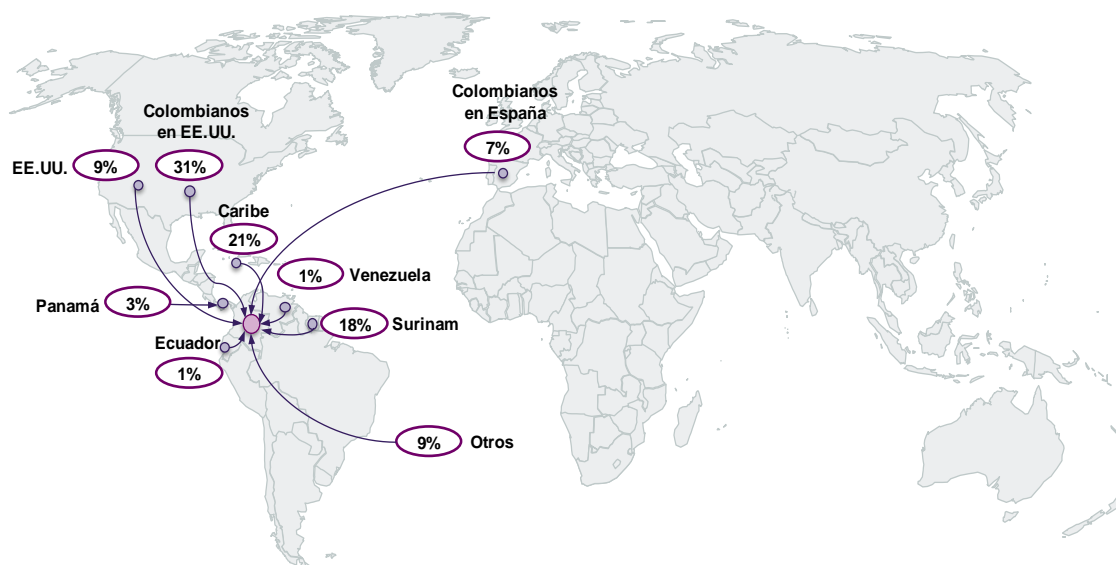 Colombianos
en EE.UU.
Colombianos
en España
EE.UU.
9%
31%
7%
Caribe
21%
1%
Venezuela
Panamá
3%
18%
Surinam
Ecuador
1%
9%
Otros